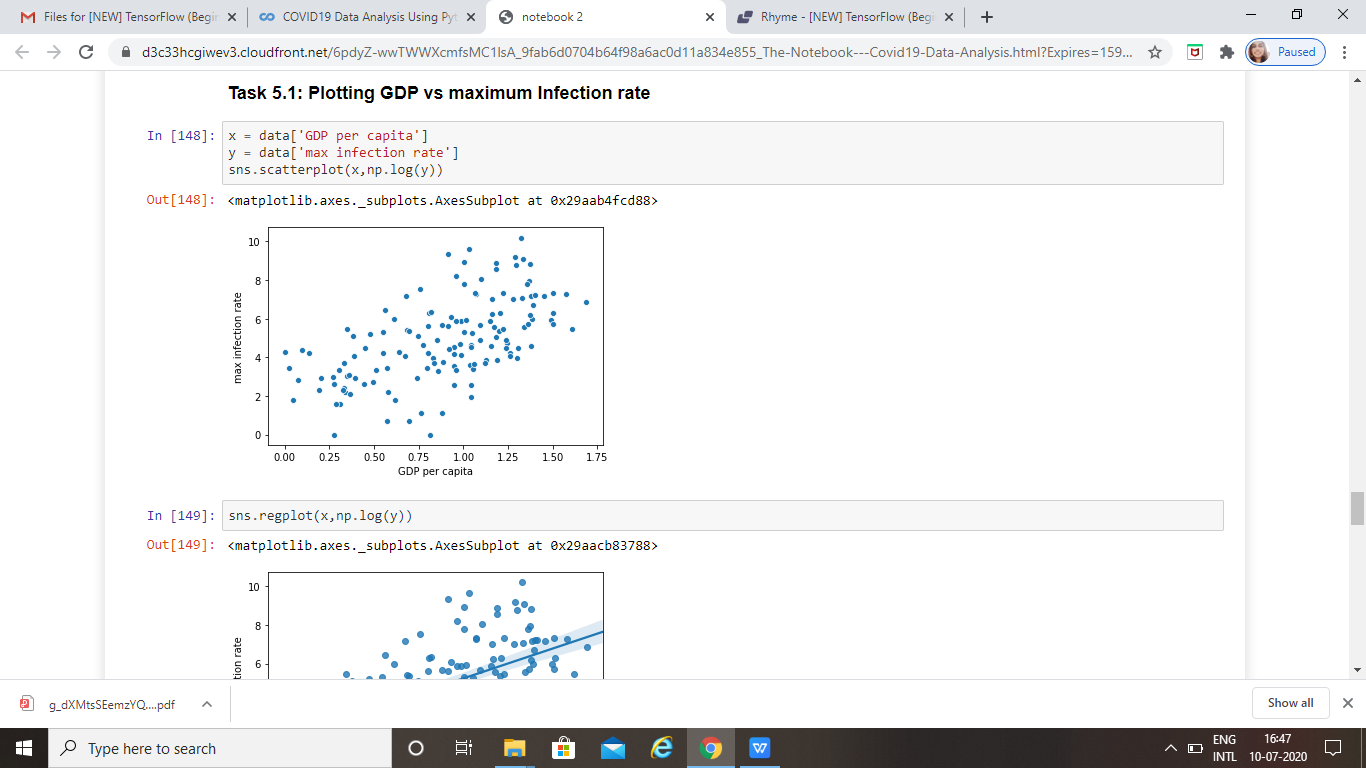 Files for [NEW] TensorFlow (Begin
COVID19 Data Analysis Using Pyt
notebook 2
Rhyme - [NEW] TensorFlow (Begi
d3c33hcgiwev3.cloudfront.net/6pdyZ-wwTWWXcmfsMC1lsA_9fab6d0704b64f98a6ac0d11a834e855_The-Notebook---Covid19-Data-Analysis.html?Expires=159...
Paused
Task 5.1: Plotting GDP vs maximum Infection rate
In [148]:
x = data['GDP per capita']
y = data['max infection rate']
sns.scatterplot(x,np.log(y))
Out[148]: <matplotlib.axes._subplots.AxesSubplot at 0x29aab4fcd88>
10
8
6
4
2
0
max infection rate
0.00 0.25 0.50 0.75 1.00 1.25 1.50 1.75
GDP per capita
In [149]: sns.regplot(x,np.log(y))
Out[149]: <matplotlib.axes._subplots.AxesSubplot at 0x29aacb83788>
10
8
6
tion rate
g_dXMtsSEemzYQ....pdf
Show all
Type here to search
ENG
INTL
16:47
10-07-2020